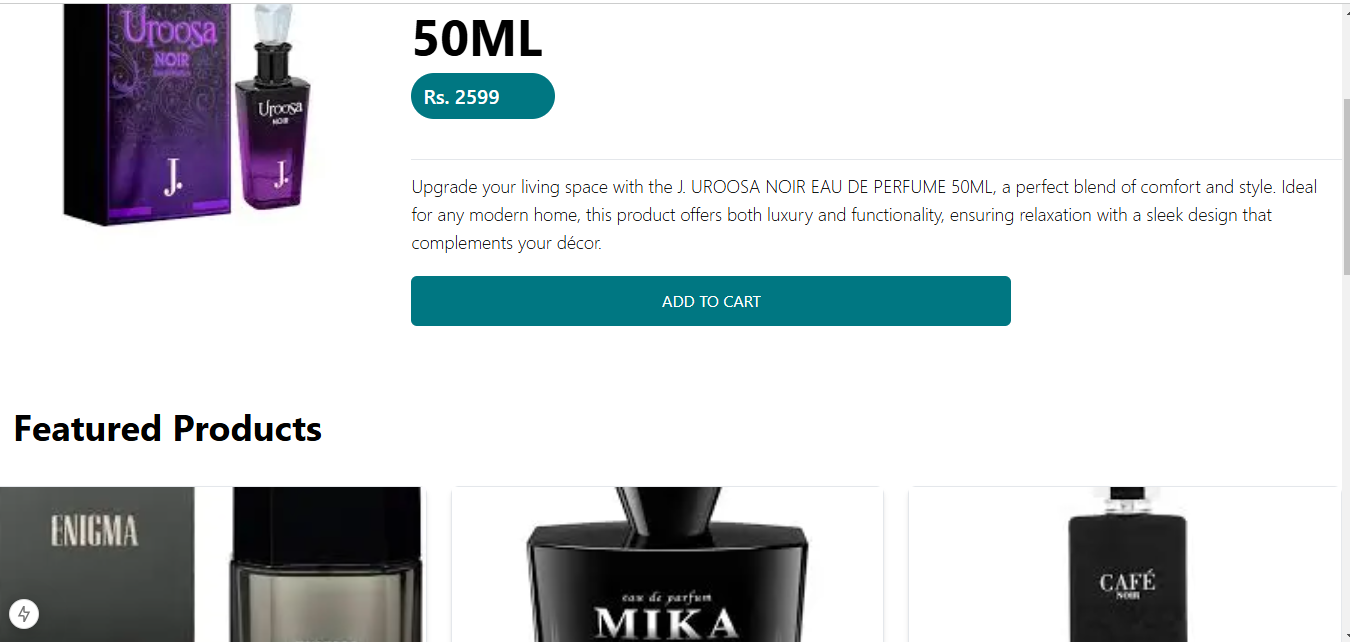 Uroosa
NOIR
Uroosa
NOIR
J.
J.
50ML
Rs. 2599
Upgrade your living space with the J. UROOSA NOIR EAU DE PERFUME 50ML, a perfect blend of comfort and style. Ideal
for any modern home, this product offers both luxury and functionality, ensuring relaxation with a sleek design that
complements your décor.
ADD TO CART
Featured Products
ENIGMA
eau de parfum
MIKA
CAFÉ
NOIR